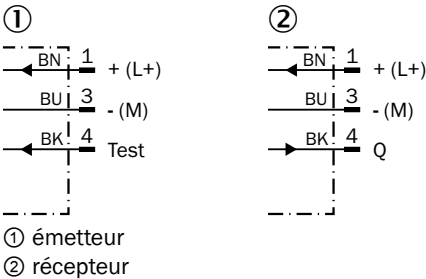 ① ②
BN 1 + (L+) BN 1 + (L+)
BU 3 - (M) BU 3 - (M)
BK 4 Test BK 4 Q
① émetteur
② récepteur